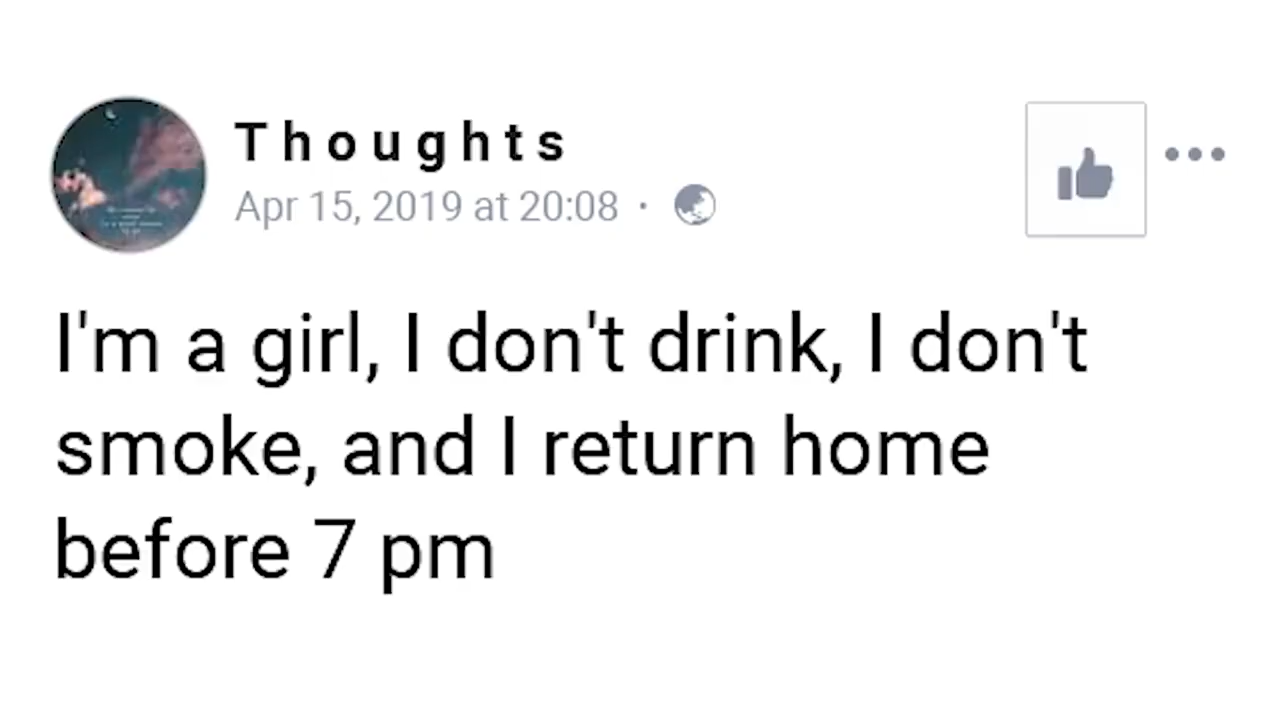 Thoughts
Apr 15, 2019 at 20:08 ·
I'm a girl, I don't drink, I don't
smoke, and I return home
before 7 pm